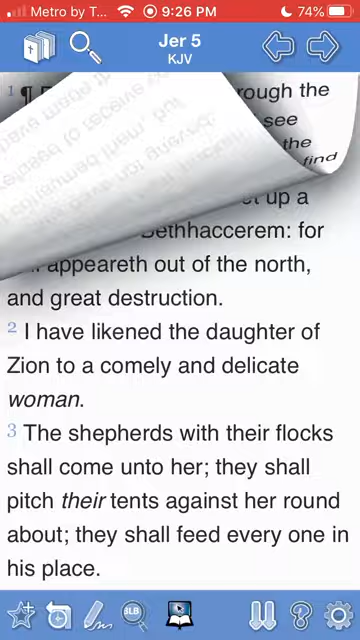 Metro by T... 9:26 PM 74%
Jer 5
KJV
1 ¶ rough the
see
the
find
up a
Bethhaccerem: for
appeareth out of the north,
and great destruction.
2 I have likened the daughter of
Zion to a comely and delicate
woman.
3 The shepherds with their flocks
shall come unto her; they shall
pitch their tents against her round
about; they shall feed every one in
his place.
BLB